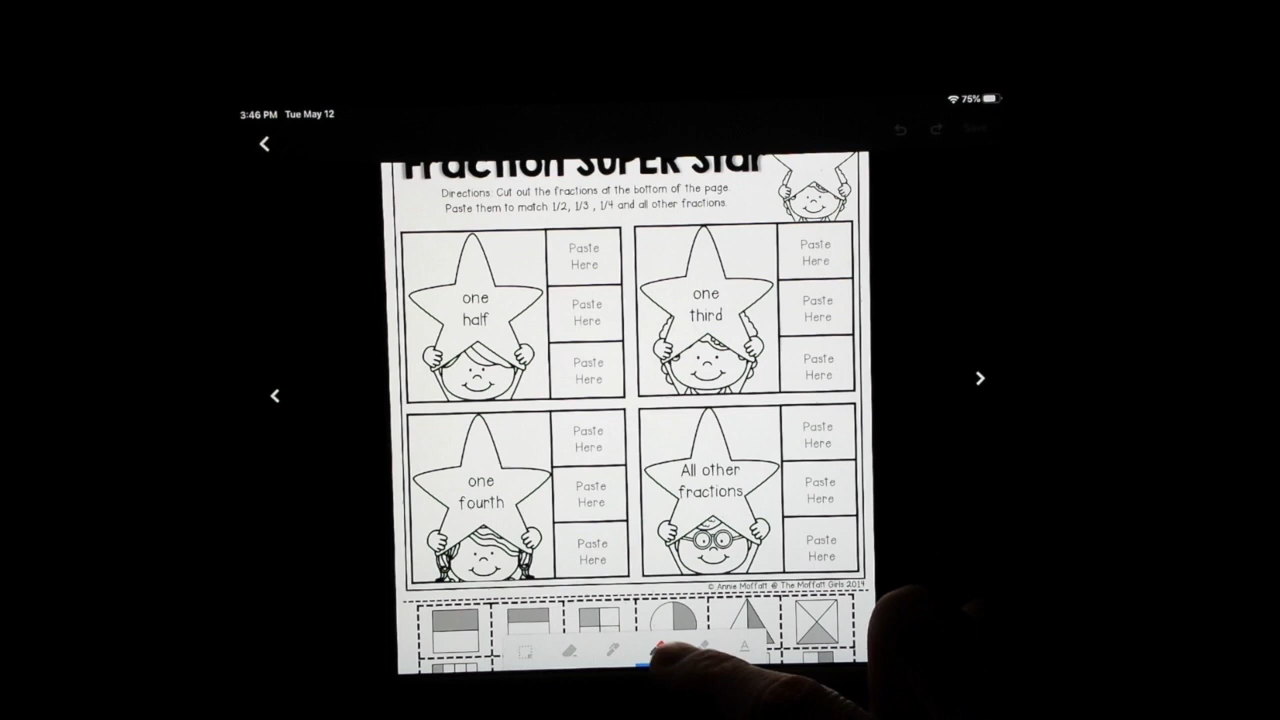 3:46 PM Tue May 12
75%
Save
Fraction SUPER Star
Directions: Cut out the fractions at the bottom of the page.
Paste them to match 1/2, 1/3 , 1/4 and all other fractions.
one
half
Paste
Here
Paste
Here
Paste
Here
one
third
Paste
Here
Paste
Here
Paste
Here
one
fourth
Paste
Here
Paste
Here
Paste
Here
All other
fractions
Paste
Here
Paste
Here
Paste
Here
© Annie Moffatt @ The Moffatt Girls 2014
A